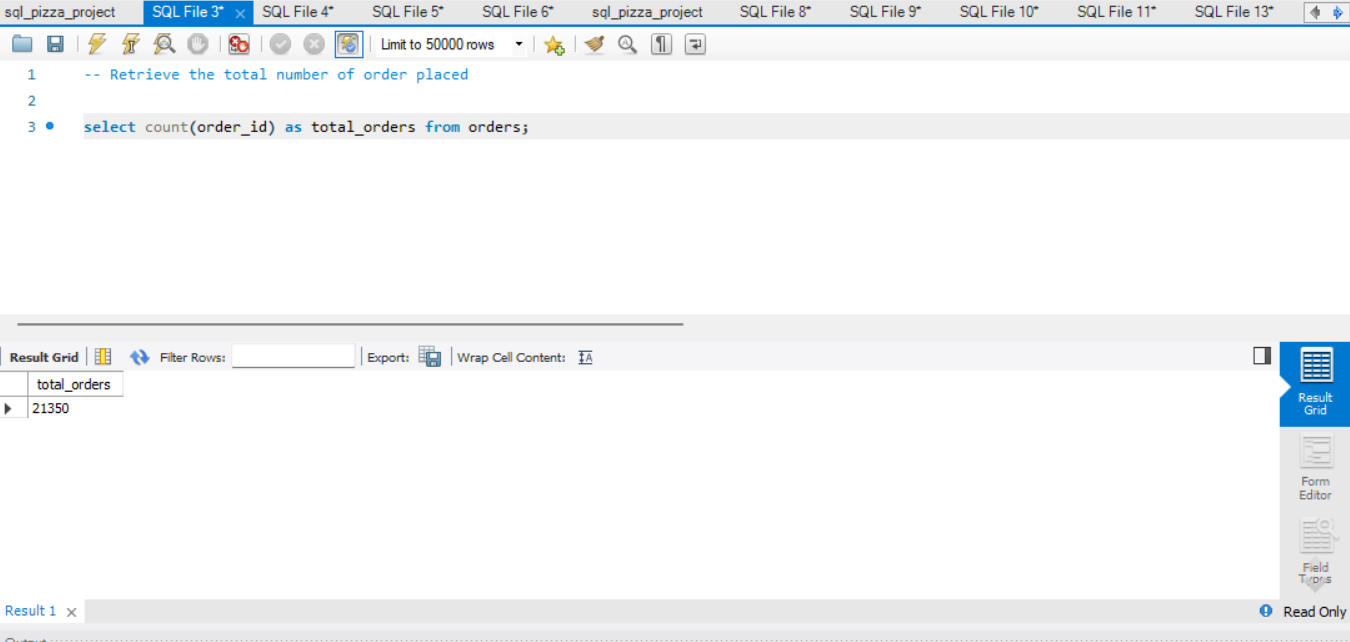 sql_pizza_project SQL File 3* SQL File 4* SQL File 5* SQL File 6* sql_pizza_project SQL File 8* SQL File 9* SQL File 10* SQL File 11* SQL File 13*
Limit to 50000 rows
1 -- Retrieve the total number of order placed
2
3 select count(order_id) as total_orders from orders;
Result Grid Filter Rows: Export: Wrap Cell Content: IA
total_orders
21350
Result
Grid
Form
Editor
Field
Types
Result 1 Read Only